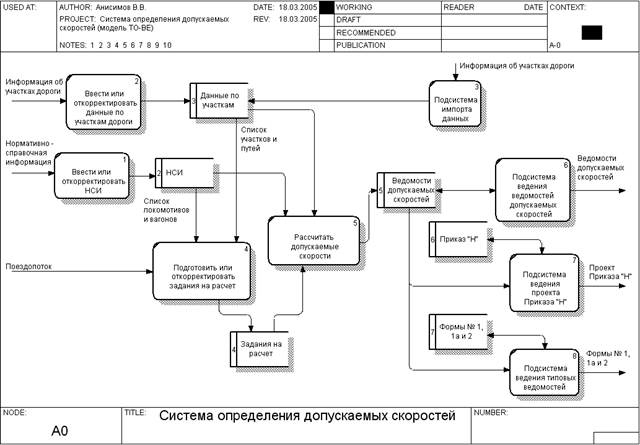 USED AT:
AUTHOR: Анисимов В.В.
DATE: 18.03.2005
WORKING
READER
DATE
CONTEXT:
PROJECT: Система определения допускаемых
скоростей (модель TO-BE)
REV: 18.03.2005
DRAFT
RECOMMENDED
NOTES: 1 2 3 4 5 6 7 8 9 10
PUBLICATION
A-0
Информация об участках дороги
Информация об
участках дороги
2
Ввести или
откорректировать
данные по
участкам дороги
3
Данные по
участкам
3
Подсистема
импорта
данных
Список
участков и
путей
Нормативно-
справочная
информация
1
Ввести или
откорректировать
НСИ
2
НСИ
Список
локомотивов
и вагонов
5
Рассчитать
допускаемые
скорости
5
Ведомости
допускаемых
скоростей
6
Подсистема
ведения
ведомостей
допускаемых
скоростей
Ведомости
допускаемых
скоростей
6
Приказ "Н"
7
Подсистема
ведения
проекта
Приказа "Н"
Проект
Приказа "Н"
Поездопоток
4
Подготовить или
откорректировать
задания на расчет
4
Задания на
расчет
7
Формы № 1,
1а и 2
8
Подсистема
ведения типовых
ведомостей
Формы № 1,
1а и 2
NODE:
A0
TITLE:
Система определения допускаемых скоростей
NUMBER: